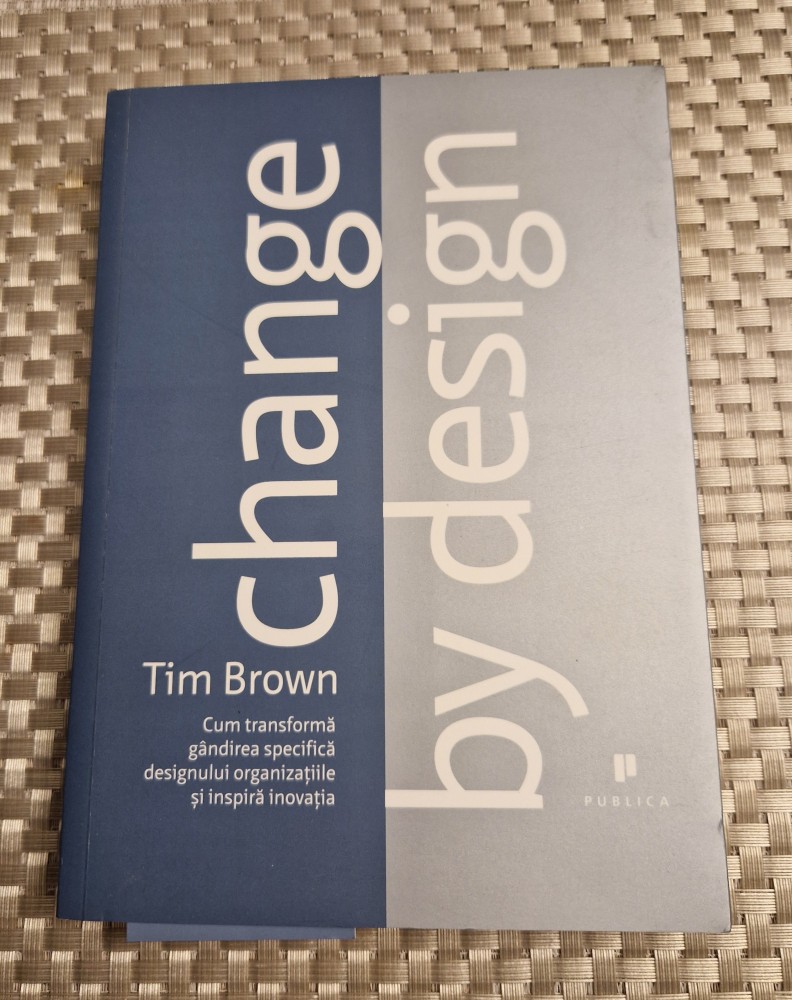 change
by design
Tim Brown
Cum transformă
gândirea specifică
designului organizațiile
și inspiră inovația
PUBLICA